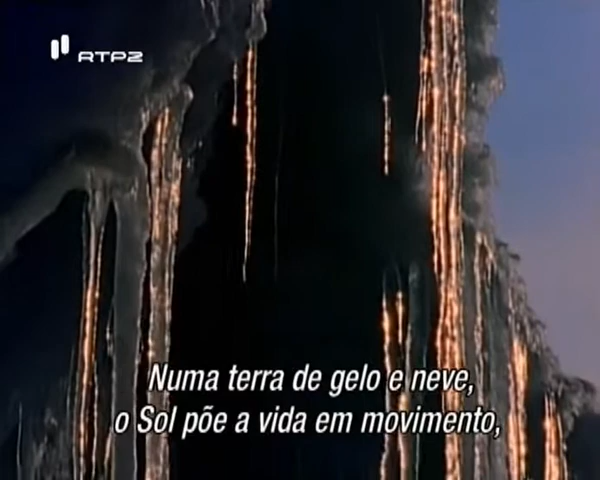 RTP2
Numa terra de gelo e neve,
o Sol põe a vida em movimento,